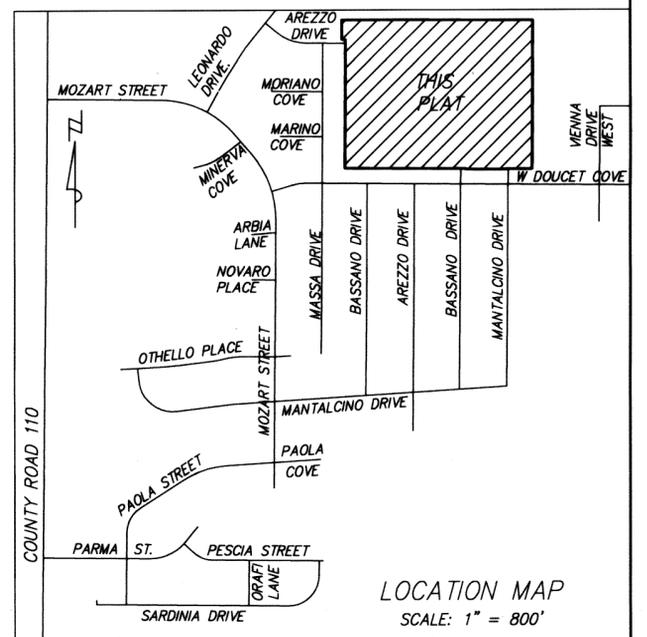 AREZZO
DRIVE
LEONARDO
DRIVE.
MOZART STREET
MORIANO
COVE
THIS
PLAT
MARINO
COVE
VIENNA
DRIVE
WEST
MINERVA
COVE
W DOUCET COVE
N
ARBIA
LANE
NOVARO
PLACE
MASSA DRIVE
BASSANO DRIVE
AREZZO DRIVE
BASSANO DRIVE
MANTALCINO DRIVE
OTHELLO PLACE
MOZART STREET
MANTALCINO DRIVE
COUNTY ROAD 110
PAOLA STREET
PAOLA
COVE
PARMA ST.
PESCIA STREET
ORAFI
LANE
SARDINIA DRIVE
LOCATION MAP
SCALE: 1" = 800'